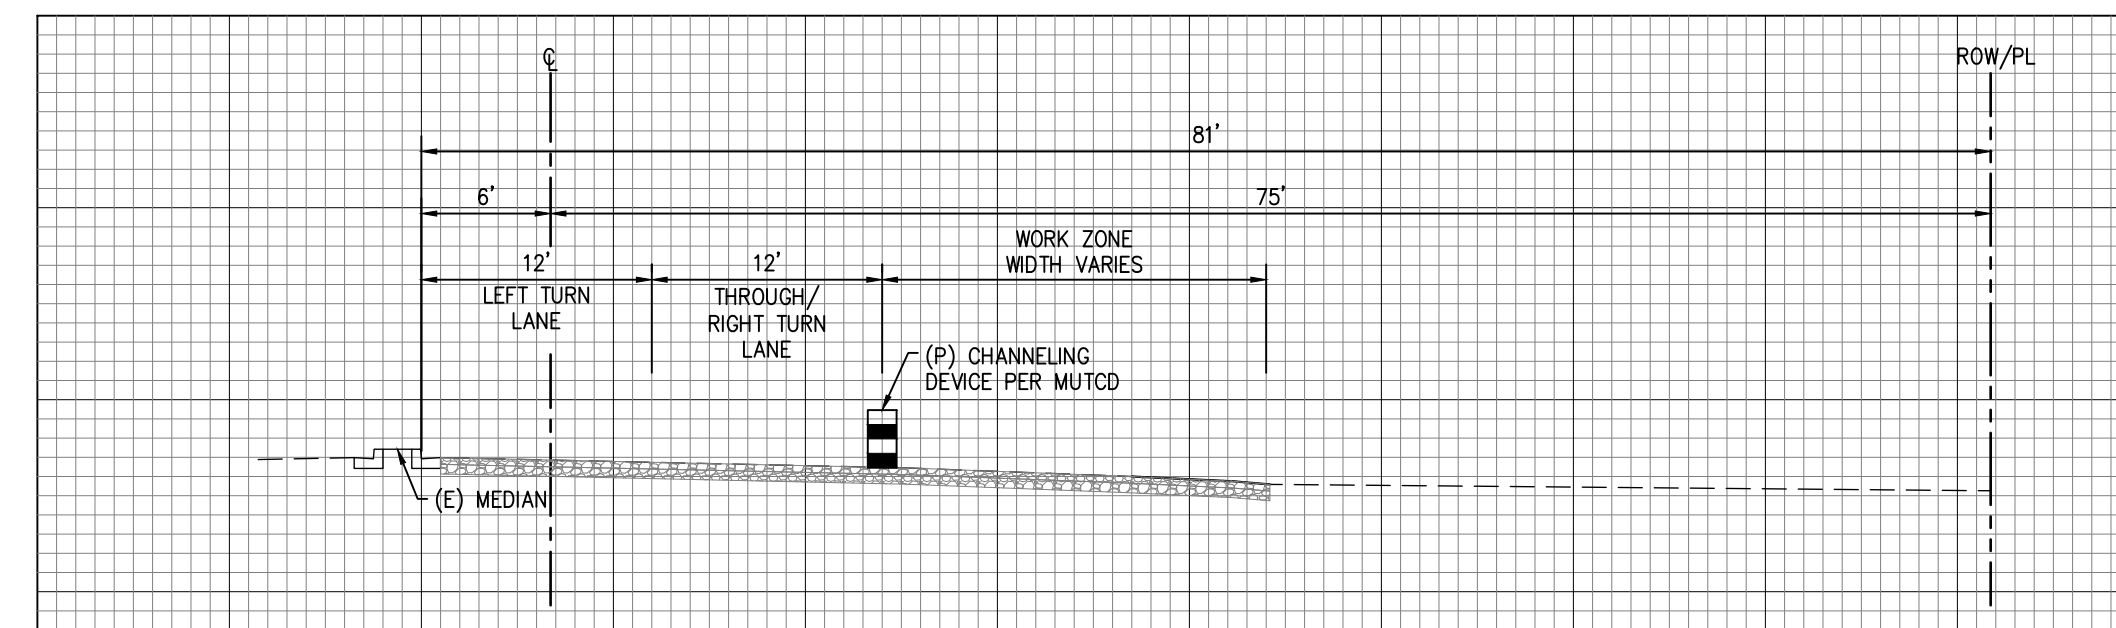 ℄
ROW/PL
81'
6'
75'
WORK ZONE
WIDTH VARIES
12'
12'
LEFT TURN
LANE
THROUGH/
RIGHT TURN
LANE
(P) CHANNELING
DEVICE PER MUTCD
(E) MEDIAN